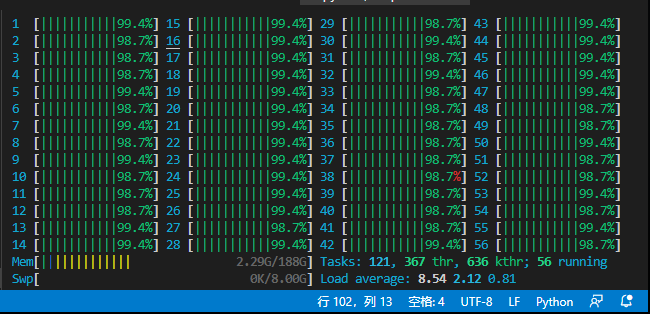 1 [||||||||||||99.4%] 15 [||||||||||||99.4%] 29 [||||||||||||98.7%] 43 [||||||||||||99.4%]
2 [||||||||||||98.7%] 16 [||||||||||||99.4%] 30 [||||||||||||99.4%] 44 [||||||||||||99.4%]
3 [||||||||||||98.7%] 17 [||||||||||||99.4%] 31 [||||||||||||98.7%] 45 [||||||||||||99.4%]
4 [||||||||||||98.7%] 18 [||||||||||||99.4%] 32 [||||||||||||99.4%] 46 [||||||||||||99.4%]
5 [||||||||||||99.4%] 19 [||||||||||||99.4%] 33 [||||||||||||98.7%] 47 [||||||||||||99.4%]
6 [||||||||||||98.7%] 20 [||||||||||||99.4%] 34 [||||||||||||98.7%] 48 [||||||||||||98.7%]
7 [||||||||||||99.4%] 21 [||||||||||||99.4%] 35 [||||||||||||98.7%] 49 [||||||||||||99.4%]
8 [||||||||||||98.7%] 22 [||||||||||||99.4%] 36 [||||||||||||98.7%] 50 [||||||||||||98.7%]
9 [||||||||||||99.4%] 23 [||||||||||||99.4%] 37 [||||||||||||98.7%] 51 [||||||||||||98.7%]
10 [||||||||||||98.7%] 24 [||||||||||||99.4%] 38 [||||||||||||98.7%] 52 [||||||||||||98.7%]
11 [||||||||||||98.7%] 25 [||||||||||||99.4%] 39 [||||||||||||98.7%] 53 [||||||||||||99.4%]
12 [||||||||||||98.7%] 26 [||||||||||||99.4%] 40 [||||||||||||98.7%] 54 [||||||||||||98.7%]
13 [||||||||||||99.4%] 27 [||||||||||||98.7%] 41 [||||||||||||98.7%] 55 [||||||||||||99.4%]
14 [||||||||||||99.4%] 28 [||||||||||||99.4%] 42 [||||||||||||99.4%] 56 [||||||||||||98.7%]
Mem[||||||||||||| 2.29G/188G] Tasks: 121, 367 thr, 636 kthr; 56 running
Swp[ 0K/8.00G] Load average: 8.54 2.12 0.81
行 102，列 13 空格: 4 UTF-8 LF Python